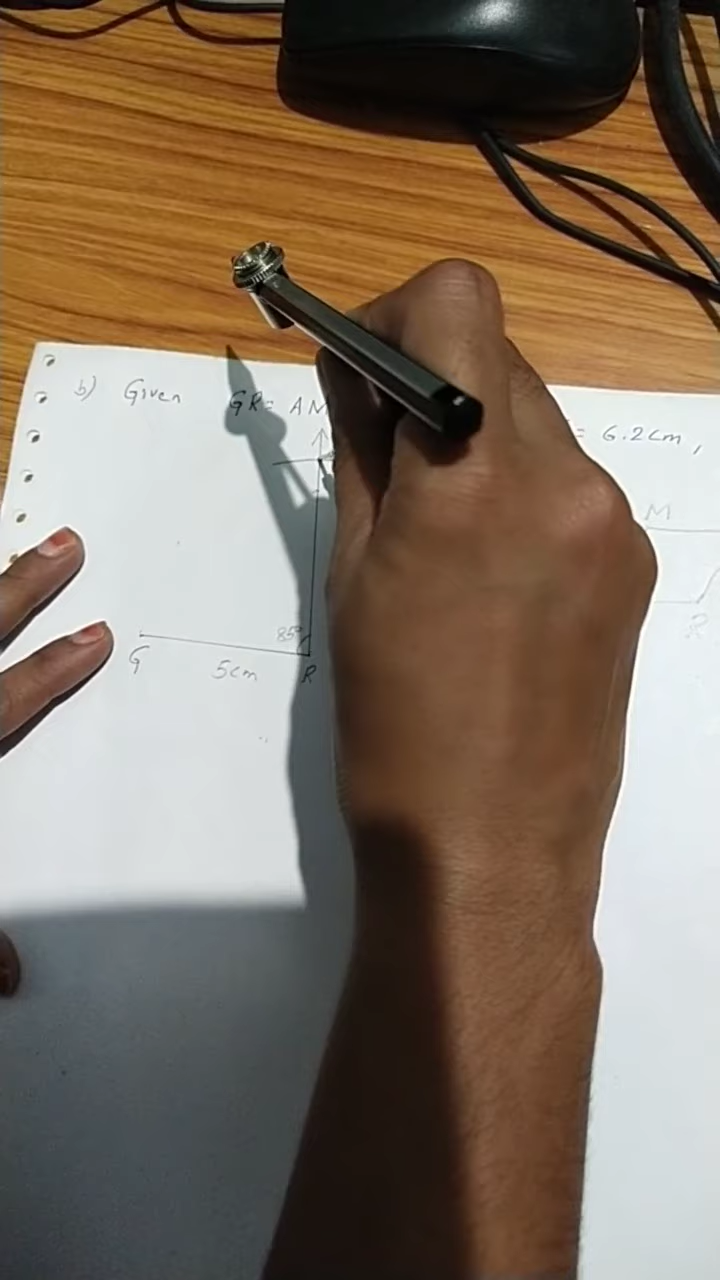 b) Given GR = AM = 6.2cm,
M
R
85°
G 5cm R